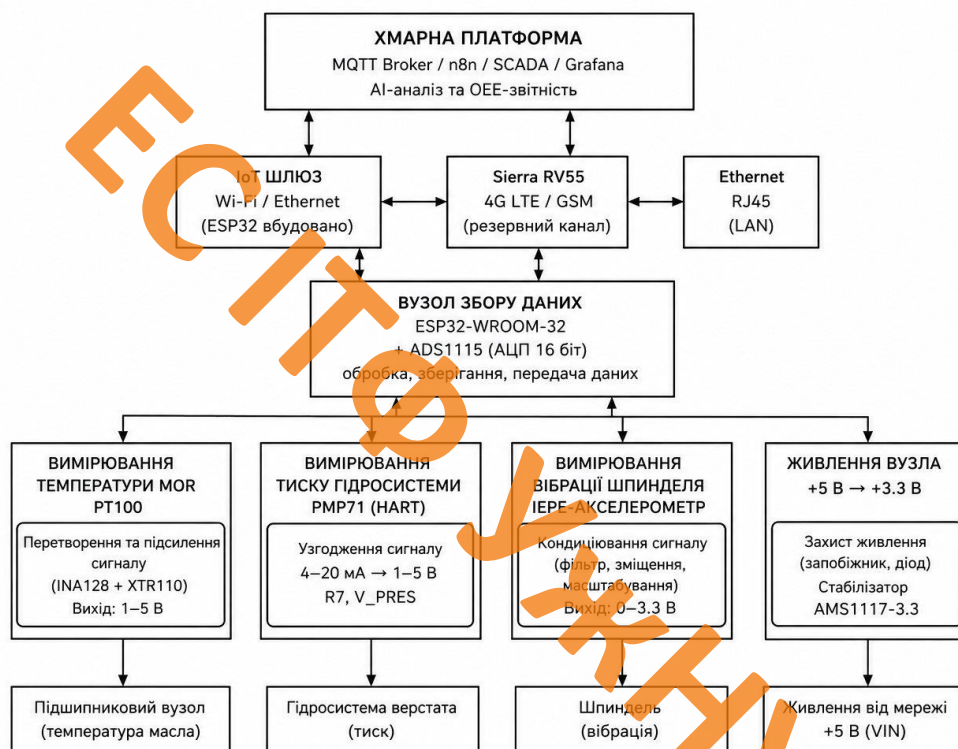 ХМАРНА ПЛАТФОРМА
MQTT Broker / n8n / SCADA / Grafana
AI-аналіз та OEE-звітність
IoT ШЛЮЗ
Wi-Fi / Ethernet
(ESP32 вбудовано)
Sierra RV55
4G LTE / GSM
(резервний канал)
Ethernet
RJ45
(LAN)
ВУЗОЛ ЗБОРУ ДАНИХ
ESP32-WROOM-32
+ ADS1115 (АЦП 16 біт)
обробка, зберігання, передача даних
ВИМІРЮВАННЯ
ТЕМПЕРАТУРИ MOR
PT100
Перетворення та підсилення
сигналу
(INA128 + XTR110)
Вихід: 1–5 В
Підшипниковий вузол
(температура масла)
ВИМІРЮВАННЯ
ТИСКУ ГІДРОСИСТЕМИ
PMP71 (HART)
Узгодження сигналу
4–20 мА → 1–5 В
R7, V_PRES
Гідросистема верстата
(тиск)
ВИМІРЮВАННЯ
ВІБРАЦІЇ ШПИНДЕЛЯ
IEPE-АКСЕЛЕРОМЕТР
Кондиціювання сигналу
(фільтр, зміщення,
масштабування)
Вихід: 0–3.3 В
Шпиндель
(вібрація)
ЖИВЛЕННЯ ВУЗЛА
+5 В → +3.3 В
Захист живлення
(запобіжник, діод)
Стабілізатор
AMS1117-3.3
Живлення від мережі
+5 В (VIN)
ЕСІТФ УжНУ